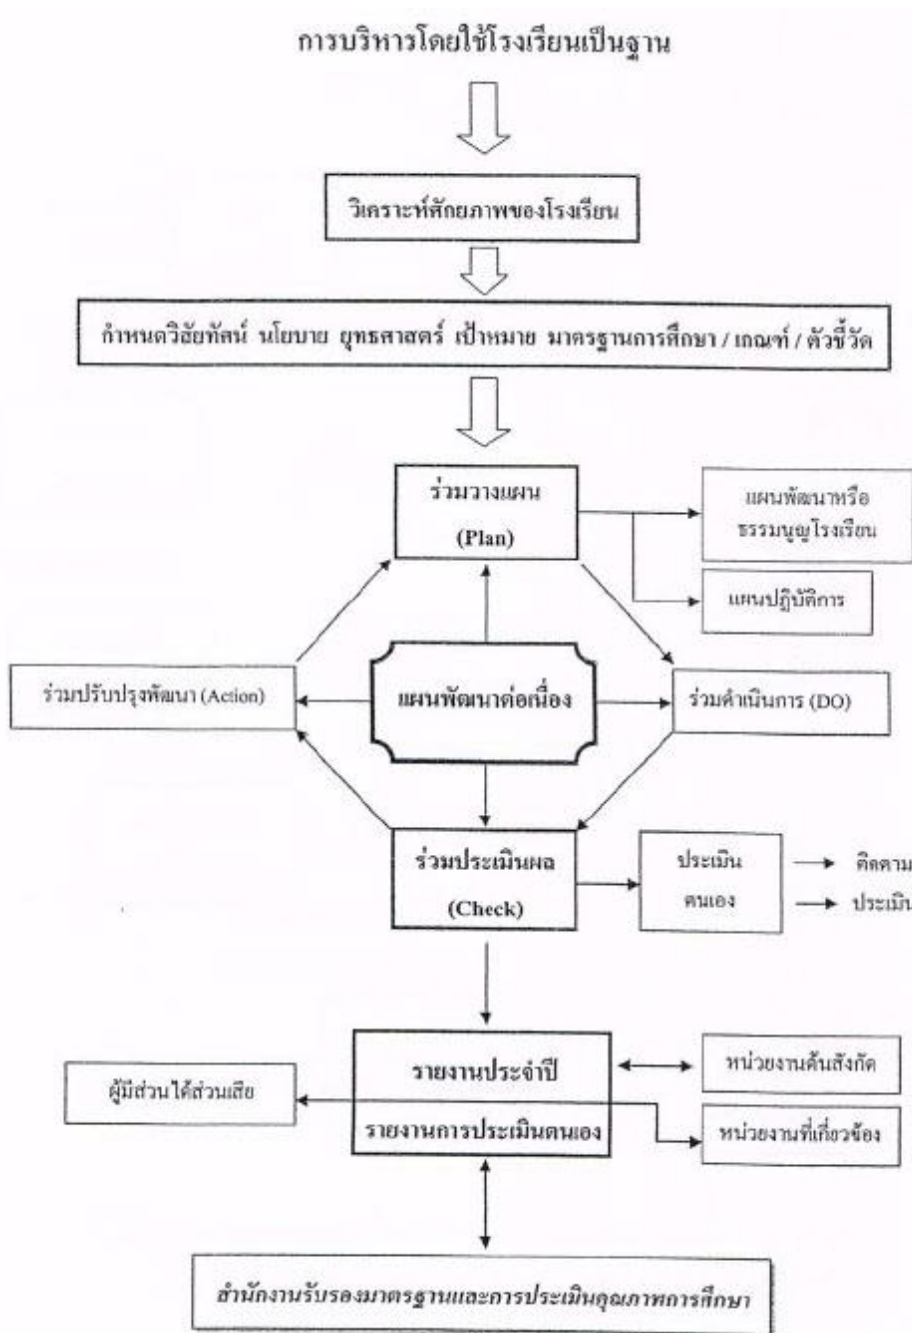 การบริหารโดยใช้โรงเรียนเป็นฐาน
วิเคราะห์ศักยภาพของโรงเรียน
กำหนดวิสัยทัศน์ นโยบาย ยุทธศาสตร์ เป้าหมาย มาตรฐานการศึกษา / เกณฑ์ / ตัวชี้วัด
ร่วมวางแผน
(Plan)
แผนพัฒนาหรือ
ธรรมนูญโรงเรียน
แผนปฏิบัติการ
ร่วมปรับปรุงพัฒนา (Action)
แผนพัฒนาต่อเนื่อง
ร่วมดำเนินการ (DO)
ร่วมประเมินผล
(Check)
ประเมิน
ตนเอง
ติดตาม
ประเมิน
รายงานประจำปี
รายงานการประเมินตนเอง
หน่วยงานต้นสังกัด
ผู้มีส่วนได้ส่วนเสีย
หน่วยงานที่เกี่ยวข้อง
สำนักงานรับรองมาตรฐานและการประเมินคุณภาพการศึกษา